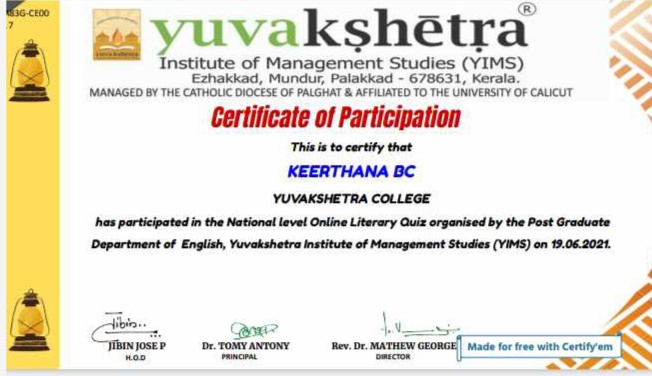 83G-CE00
7
yuvakshētra®
Institute of Management Studies (YIMS)
Ezhakkad, Mundur, Palakkad - 678631, Kerala.
MANAGED BY THE CATHOLIC DIOCESE OF PALGHAT & AFFILIATED TO THE UNIVERSITY OF CALICUT
Certificate of Participation
This is to certify that
KEERTHANA BC
YUVAKSHETRA COLLEGE
has participated in the National level Online Literary Quiz organised by the Post Graduate
Department of English, Yuvakshetra Institute of Management Studies (YIMS) on 19.06.2021.
Jibin..
JIBIN JOSE P
H.O.D
Dr. TOMY ANTONY
PRINCIPAL
Rev. Dr. MATHEW GEORGE
DIRECTOR
Made for free with Certify'em